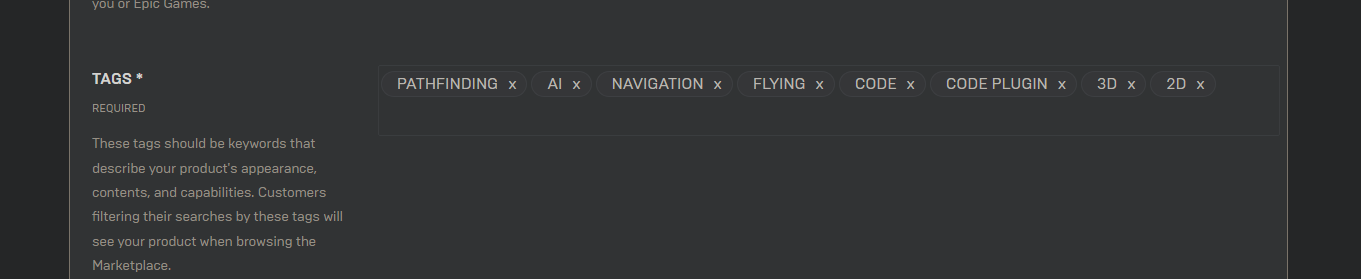 you or Epic Games.
TAGS *
REQUIRED
These tags should be keywords that
describe your product's appearance,
contents, and capabilities. Customers
filtering their searches by these tags will
see your product when browsing the
Marketplace.
PATHFINDING x AI x NAVIGATION x FLYING x CODE x CODE PLUGIN x 3D x 2D x